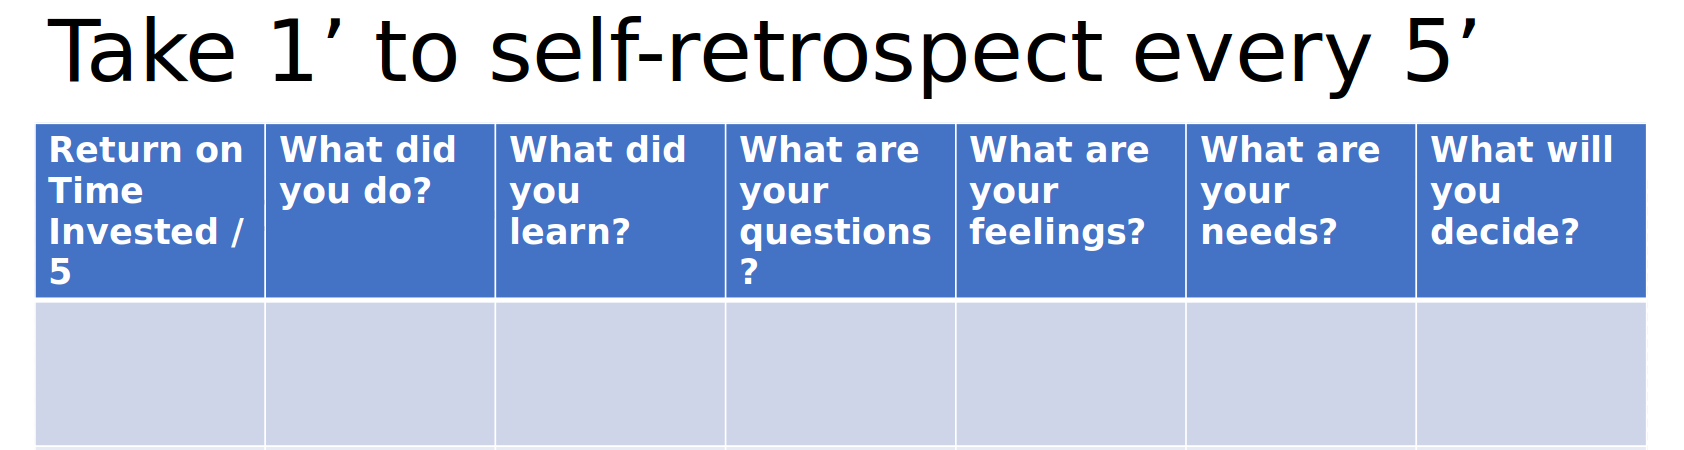 Take 1’ to self-retrospect every 5’
Return on
Time
Invested /
5
What did
you do?
What did
you
learn?
What are
your
questions
?
What are
your
feelings?
What are
your
needs?
What will
you
decide?